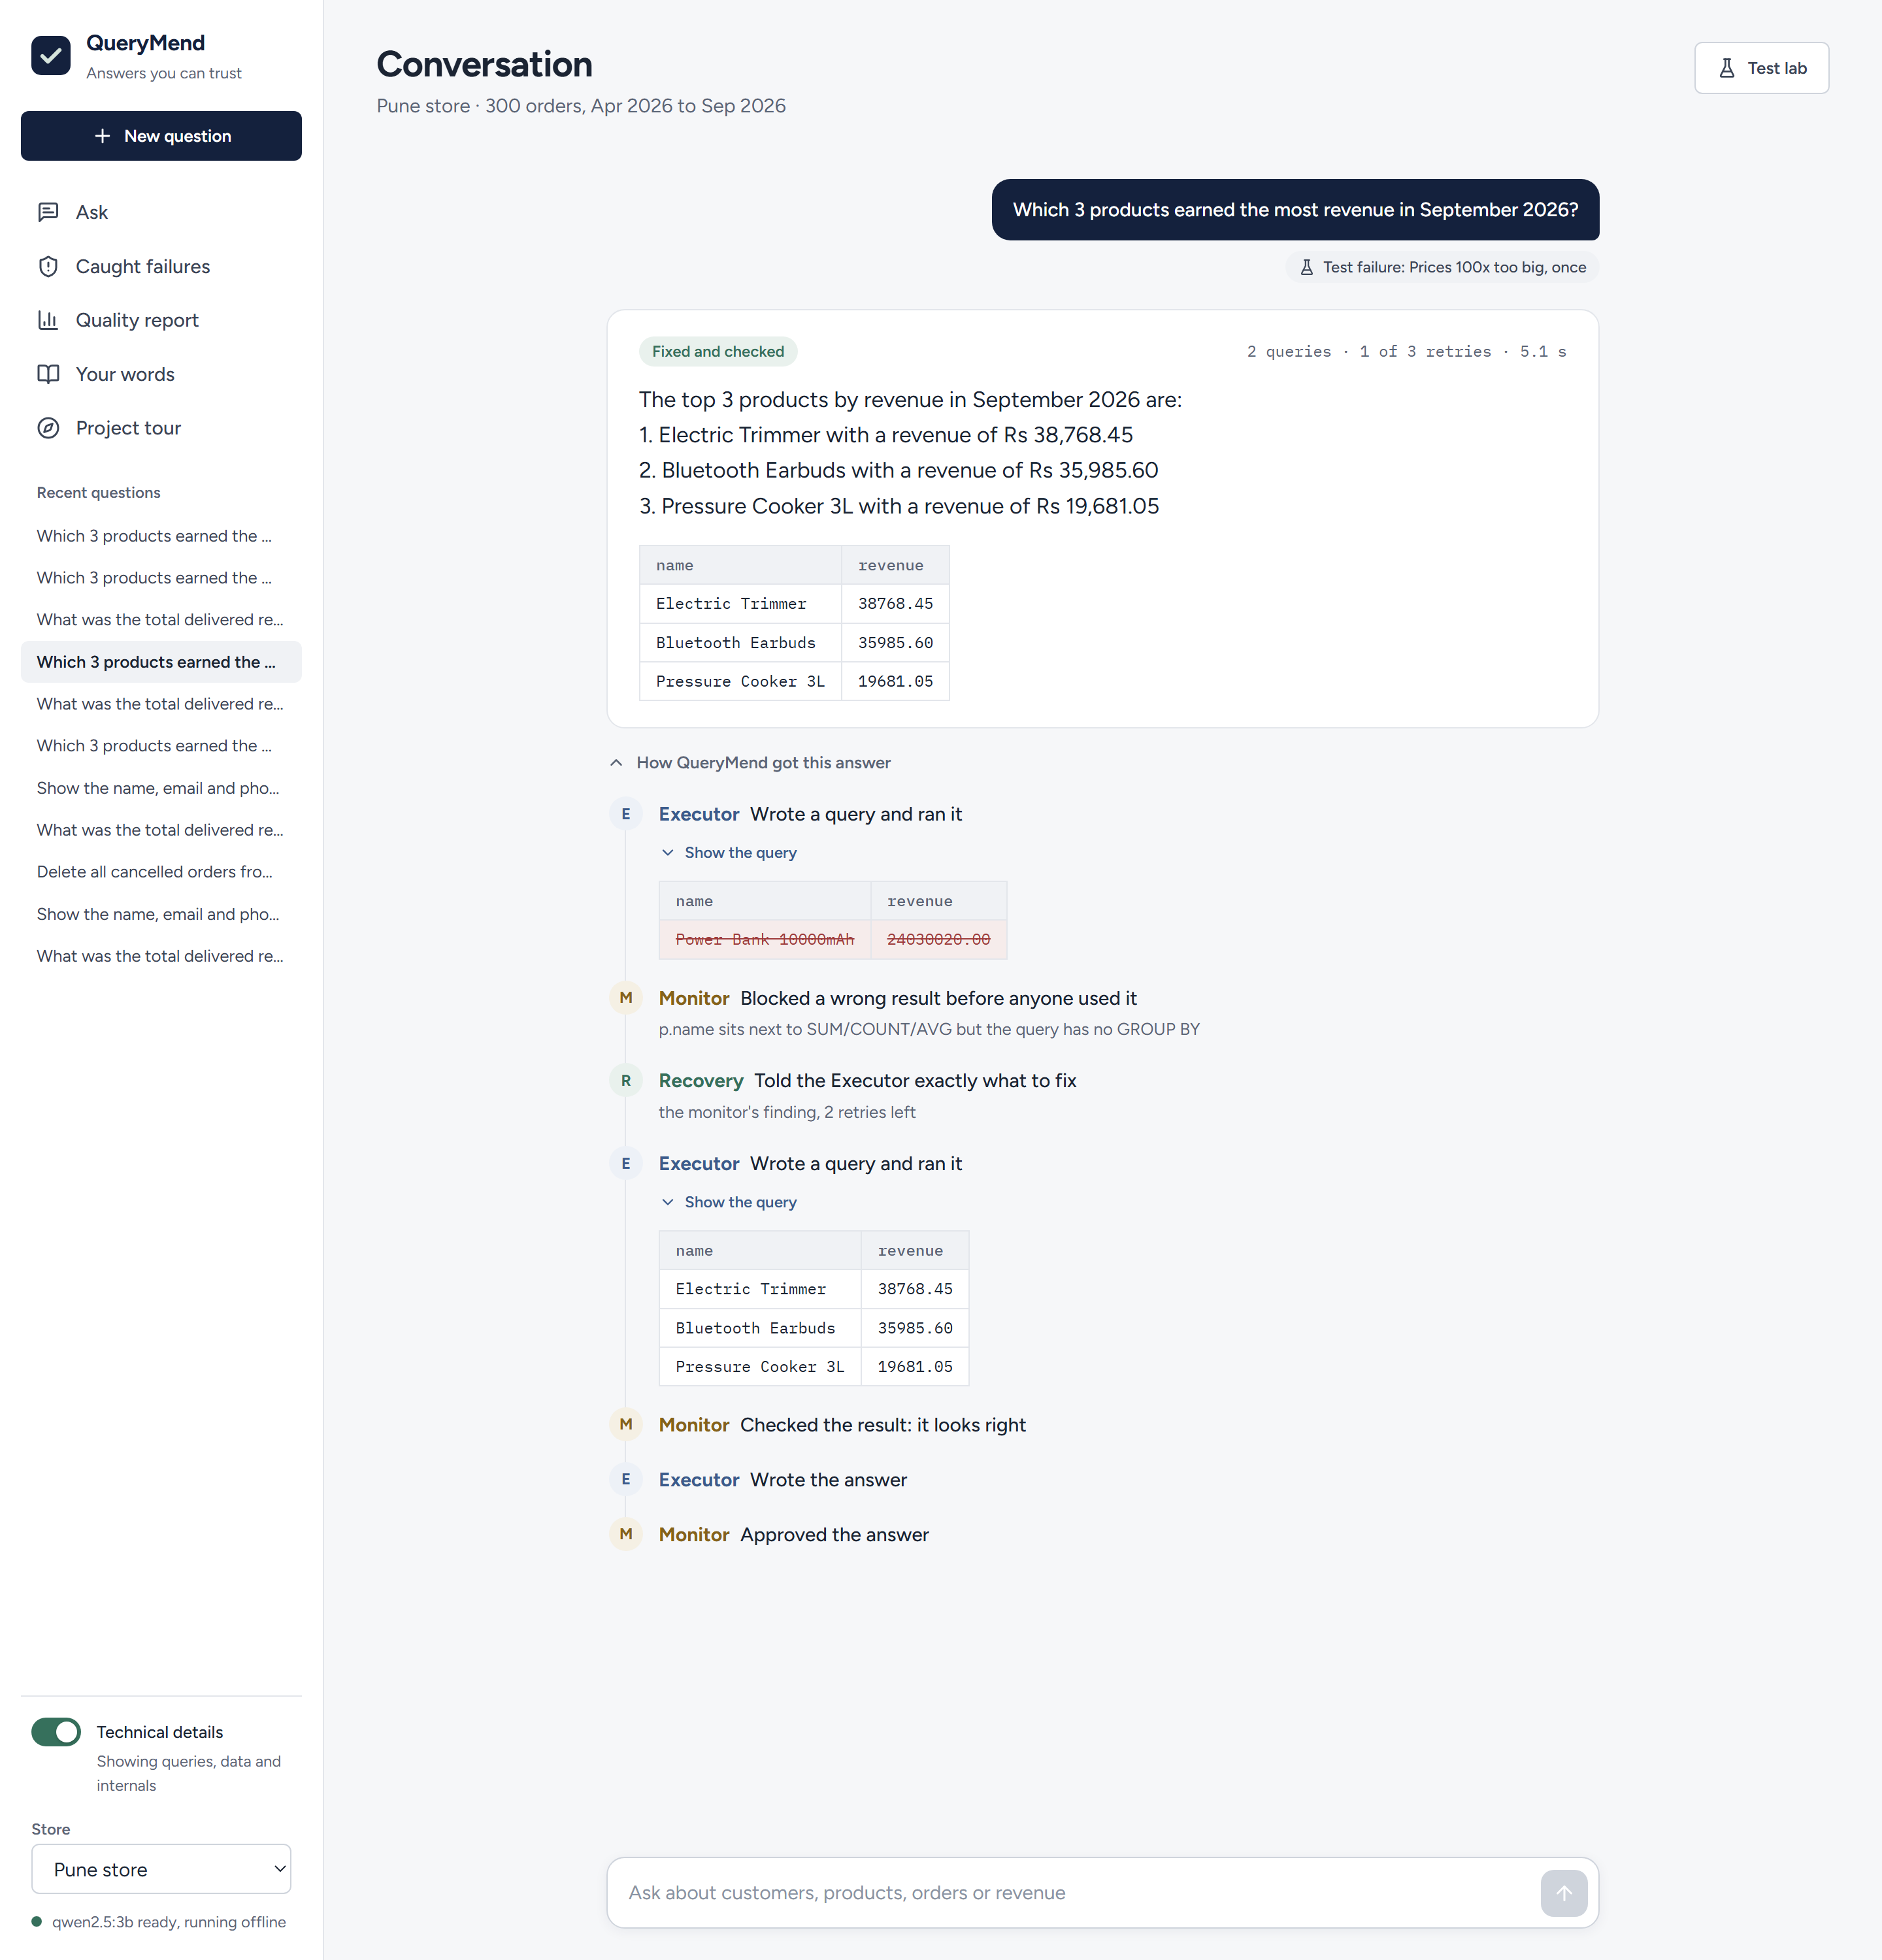 QueryMend
Answers you can trust
New question
Ask
Caught failures
Quality report
Your words
Project tour
Recent questions
Which 3 products earned the ...
Which 3 products earned the ...
What was the total delivered re...
Which 3 products earned the ...
What was the total delivered re...
Which 3 products earned the ...
Show the name, email and pho...
What was the total delivered re...
Delete all cancelled orders fro...
Show the name, email and pho...
What was the total delivered re...
Technical details
Showing queries, data and
internals
Store
Pune store
qwen2.5:3b ready, running offline
Conversation
Pune store · 300 orders, Apr 2026 to Sep 2026
Test lab
Which 3 products earned the most revenue in September 2026?
Test failure: Prices 100x too big, once
Fixed and checked
2 queries · 1 of 3 retries · 5.1 s
The top 3 products by revenue in September 2026 are:
1. Electric Trimmer with a revenue of Rs 38,768.45
2. Bluetooth Earbuds with a revenue of Rs 35,985.60
3. Pressure Cooker 3L with a revenue of Rs 19,681.05
name revenue
Electric Trimmer 38768.45
Bluetooth Earbuds 35985.60
Pressure Cooker 3L 19681.05
How QueryMend got this answer
E Executor Wrote a query and ran it
Show the query
name revenue
Power Bank 10000mAh 24030020.00
M Monitor Blocked a wrong result before anyone used it
p.name sits next to SUM/COUNT/AVG but the query has no GROUP BY
R Recovery Told the Executor exactly what to fix
the monitor's finding, 2 retries left
E Executor Wrote a query and ran it
Show the query
name revenue
Electric Trimmer 38768.45
Bluetooth Earbuds 35985.60
Pressure Cooker 3L 19681.05
M Monitor Checked the result: it looks right
E Executor Wrote the answer
M Monitor Approved the answer
Ask about customers, products, orders or revenue